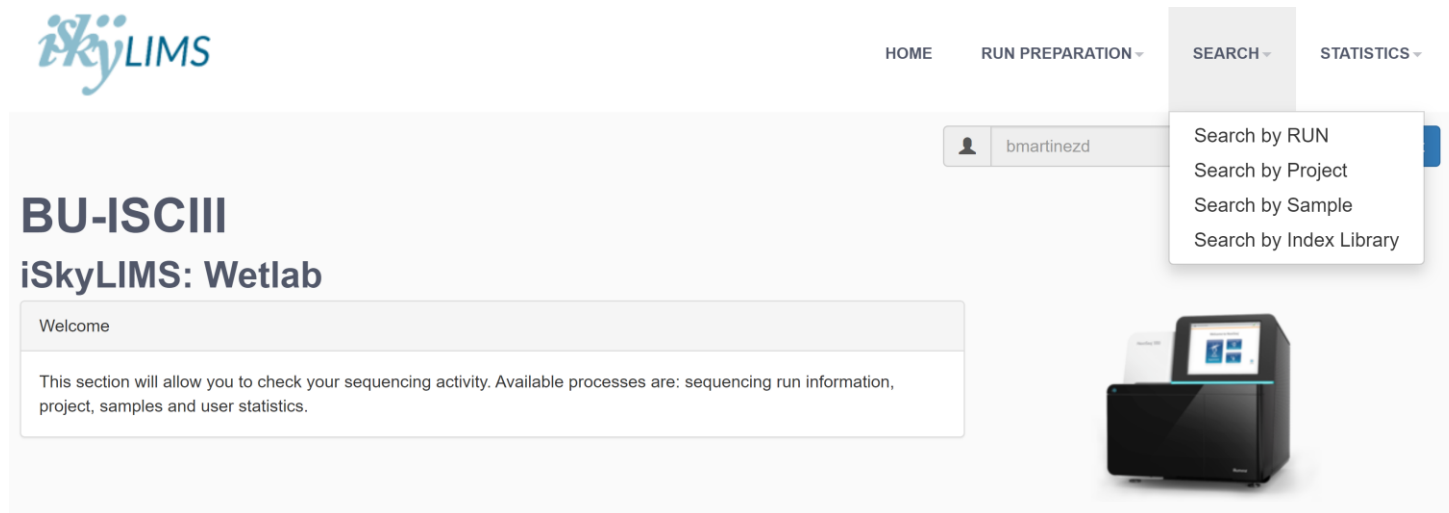 iSkyLIMS
HOME
RUN PREPARATION
SEARCH
STATISTICS
Search by RUN
Search by Project
Search by Sample
Search by Index Library
bmartinezd
BU-ISCIII
iSkyLIMS: Wetlab
Welcome
This section will allow you to check your sequencing activity. Available processes are: sequencing run information,
project, samples and user statistics.